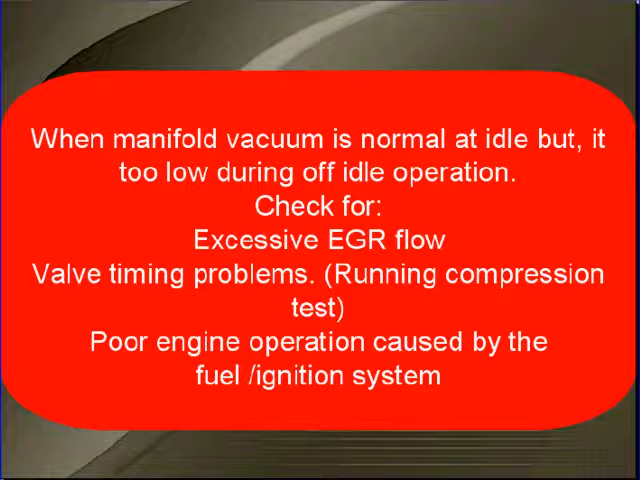 When manifold vacuum is normal at idle but, it
too low during off idle operation.
Check for:
Excessive EGR flow
Valve timing problems. (Running compression
test)
Poor engine operation caused by the
fuel /ignition system